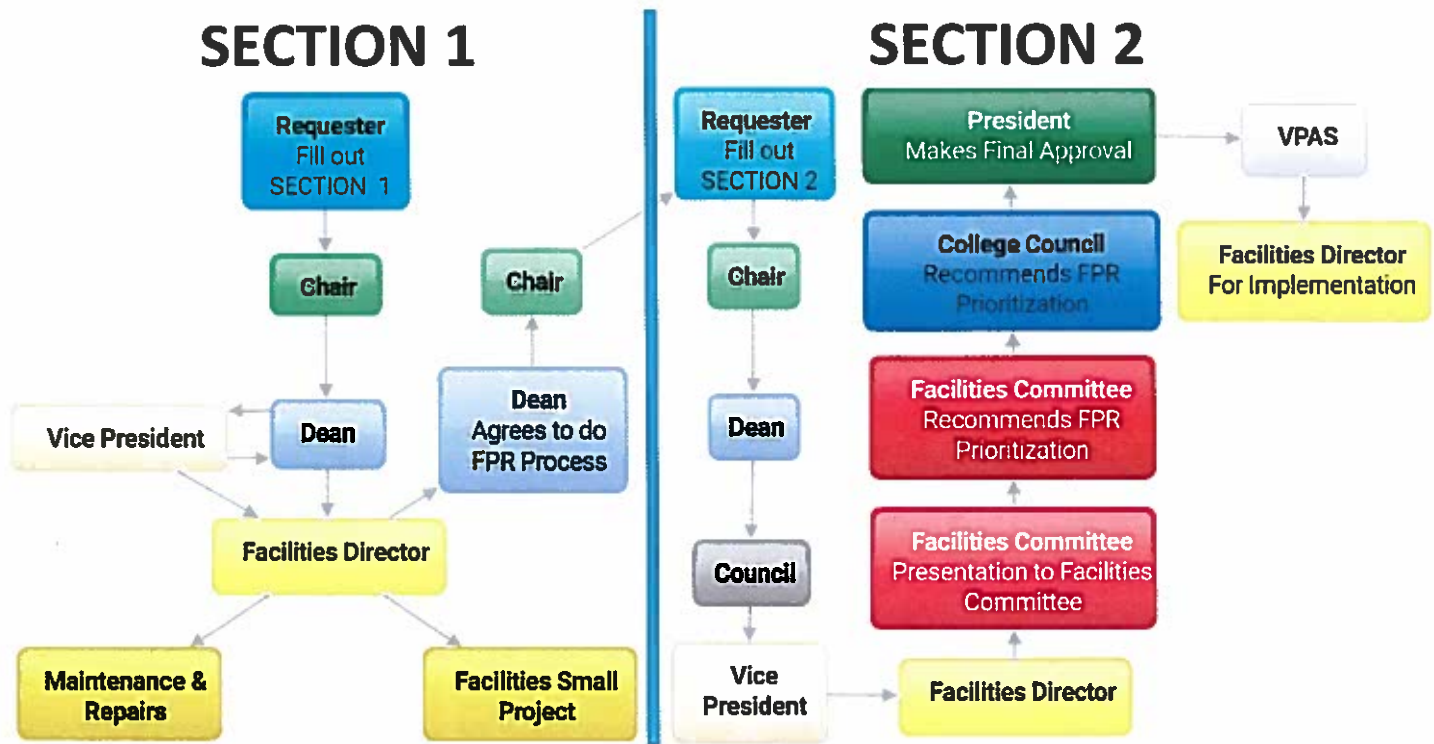 SECTION 1
Requester
Fill out
SECTION 1
Chair
Vice President
Dean
Chair
Dean
Agrees to do
FPR Process
Facilities Director
Maintenance &
Repairs
Facilities Small
Project
SECTION 2
Requester
Fill out
SECTION 2
Chair
Dean
Council
Vice
President
Facilities Director
Facilities Committee
Presentation to Facilities
Committee
Facilities Committee
Recommends FPR
Prioritization
College Council
Recommends FPR
Prioritization
President
Makes Final Approval
VPAS
Facilities Director
For Implementation